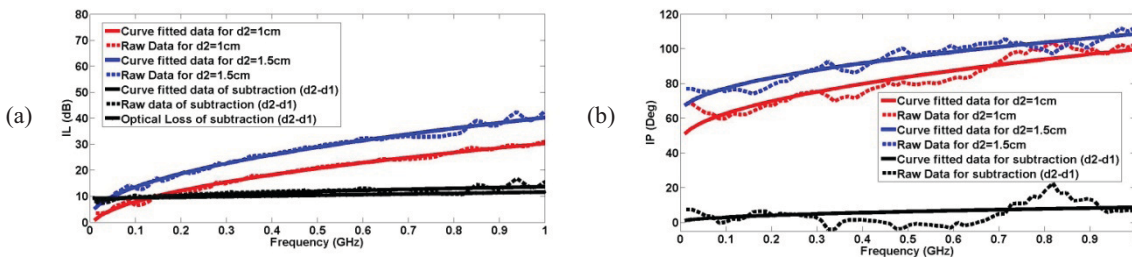 (a)
IL (dB)
80
70
60
50
40
30
20
10
0
Curve fitted data for d2=1cm
Raw Data for d2=1cm
Curve fitted data for d2=1.5cm
Raw Data for d2=1.5cm
Curve fitted data of subtraction (d2-d1)
Raw data of subtraction (d2-d1)
Optical Loss of subtraction (d2-d1)
0 0.1 0.2 0.3 0.4 0.5 0.6 0.7 0.8 0.9 1
Frequency (GHz)
(b)
IP (Deg)
120
100
80
60
40
20
0
Curve fitted data for d2=1cm
Raw Data for d2=1cm
Curve fitted data for d2=1.5cm
Raw Data for d2=1.5cm
Curve fitted data for subtraction (d2-d1)
Raw Data for subtraction (d2-d1)
0 0.1 0.2 0.3 0.4 0.5 0.6 0.7 0.8 0.9 1
Frequency (GHz)